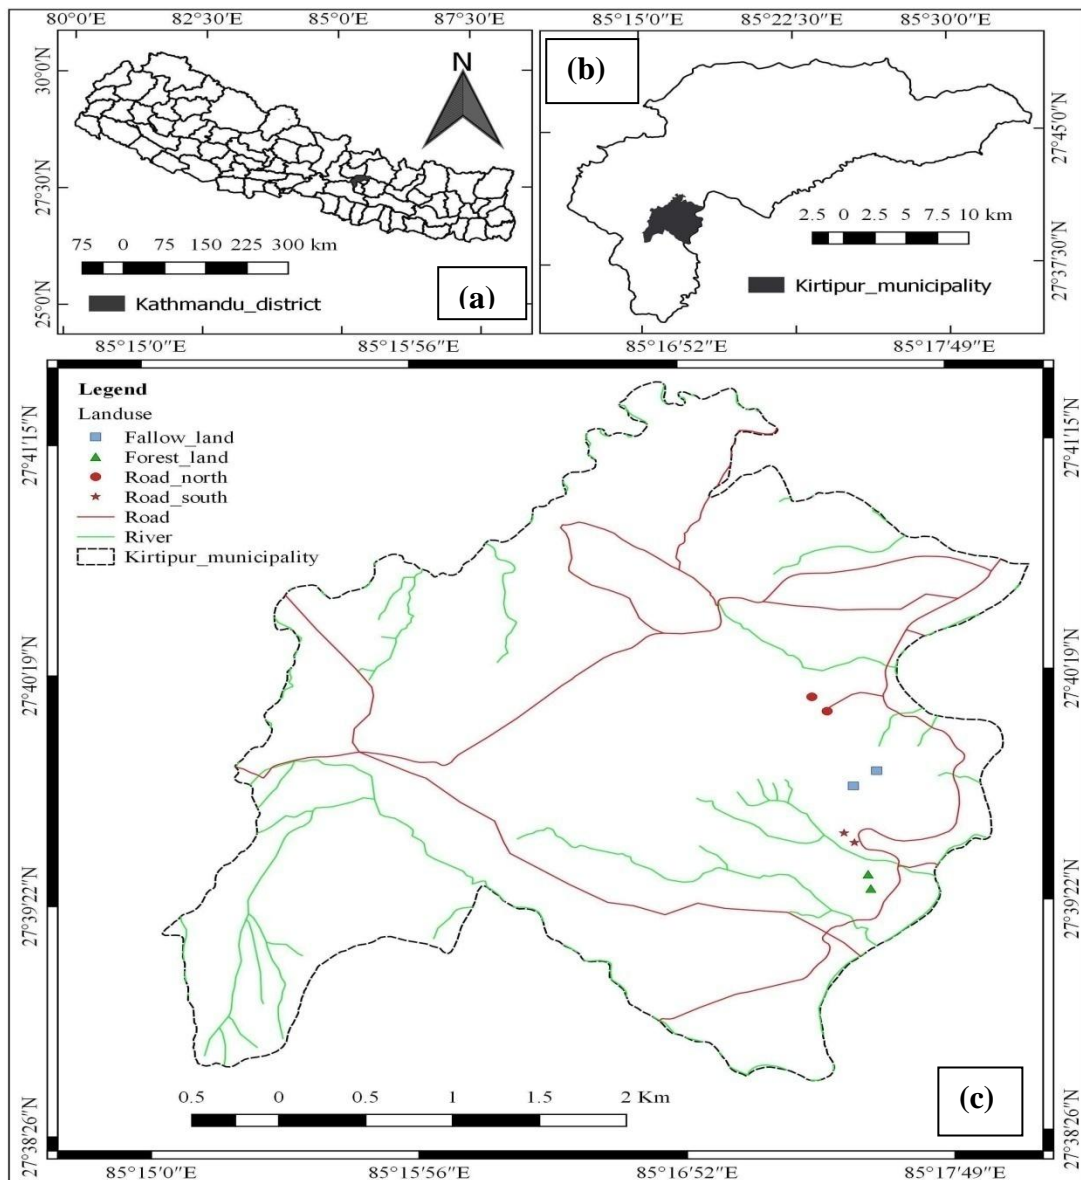 80°0'E 82°30'E 85°0'E 87°30'E
30°0'N
27°30'N
25°0'N
N
75 0 75 150 225 300 km
Kathmandu_district
(a)
85°15'0"E 85°22'30"E 85°30'0"E
(b)
27°45'0"N
27°37'30"N
2.5 0 2.5 5 7.5 10 km
Kirtipur_municipality
85°15'0"E 85°15'56"E 85°16'52"E 85°17'49"E
Legend
Landuse
Fallow_land
Forest_land
Road_north
Road_south
Road
River
Kirtipur_municipality
27°41'15"N 27°41'15"N
27°40'19"N 27°40'19"N
27°39'22"N 27°39'22"N
27°38'26"N 27°38'26"N
0.5 0 0.5 1 1.5 2 Km
(c)
85°15'0"E 85°15'56"E 85°16'52"E 85°17'49"E